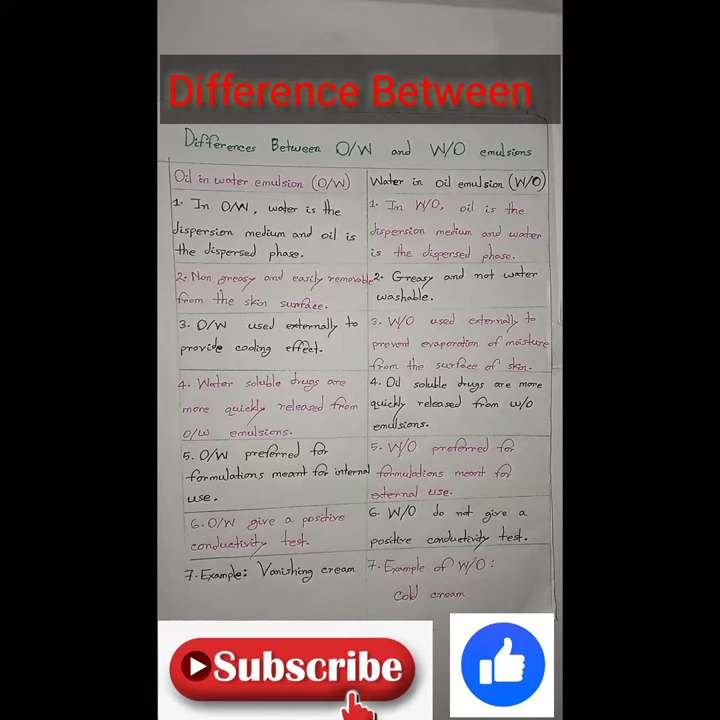 Difference Between
Differences Between O/W and W/O emulsions
Oil in water emulsion (O/W)
1. In O/W, water is the
dispersion medium and oil is
the dispersed phase.
2. Non greasy and easily removable
from the skin surface.
3. O/W used externally to
provide cooling effect.
4. Water soluble drugs are
more quickly released from
O/W emulsions.
5. O/W preferred for
formulations meant for internal
use.
6. O/W give a positive
conductivity test.
7. Example: Vanishing cream
Water in oil emulsion (W/O)
1. In W/O, oil is the
dispersion medium and water
is the dispersed phase.
2. Greasy and not water
washable.
3. W/O used externally to
prevent evaporation of moisture
from the surface of skin.
4. Oil soluble drugs are more
quickly released from w/o
emulsions.
5. W/O preferred for
formulations meant for
external use.
6. W/O do not give a
positive conductivity test.
7. Example of W/O:
cold cream
Subscribe